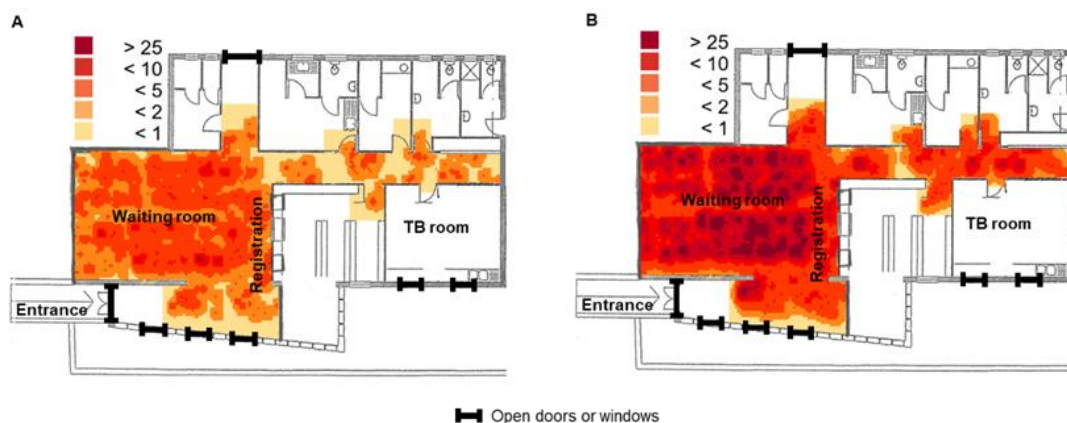 A
> 25
< 10
< 5
< 2
< 1
Waiting room
Registration
TB room
Entrance
B
> 25
< 10
< 5
< 2
< 1
Waiting room
Registration
TB room
Entrance
Open doors or windows